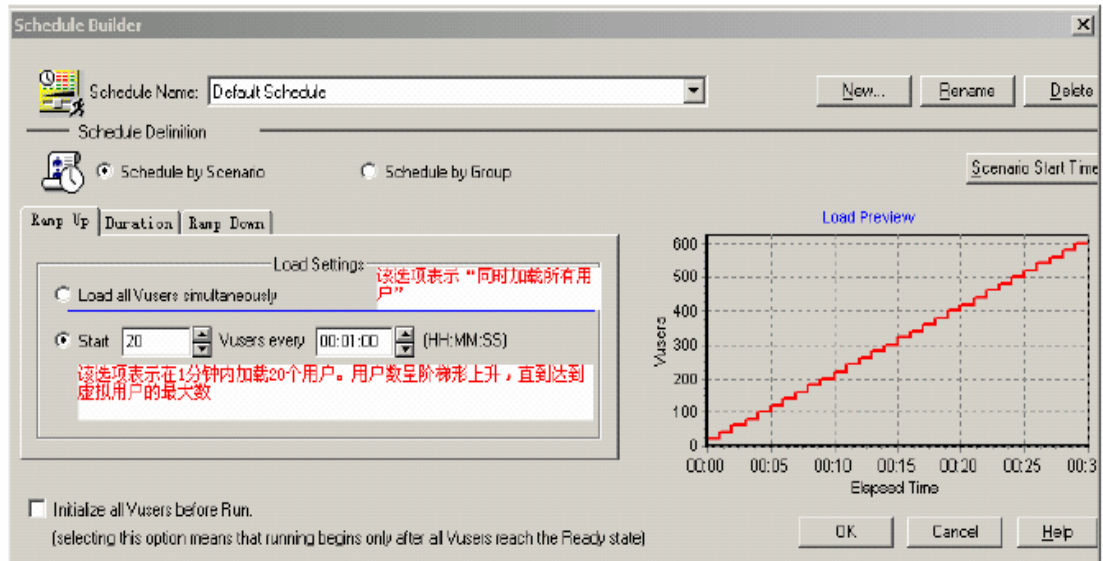 Schedule Builder
Schedule Name: Default Schedule
New...
Rename
Delete
Schedule Definition
Schedule by Scenario
Schedule by Group
Scenario Start Time
Ramp Up
Duration
Ramp Down
Load Settings
Load all Vusers simultaneously
该选项表示“同时加载所有用
户”
Start 20 Vusers every 00:01:00 (HH:MM:SS)
该选项表示在1分钟内加载20个用户。用户数呈阶梯形上升，直到达到
虚拟用户的最大数
Load Preview
600
500
400
300
200
100
0
Vusers
00:00 00:05 00:10 00:15 00:20 00:25 00:3
Elapsed Time
Initialize all Vusers before Run.
(selecting this option means that running begins only after all Vusers reach the Ready state)
OK
Cancel
Help